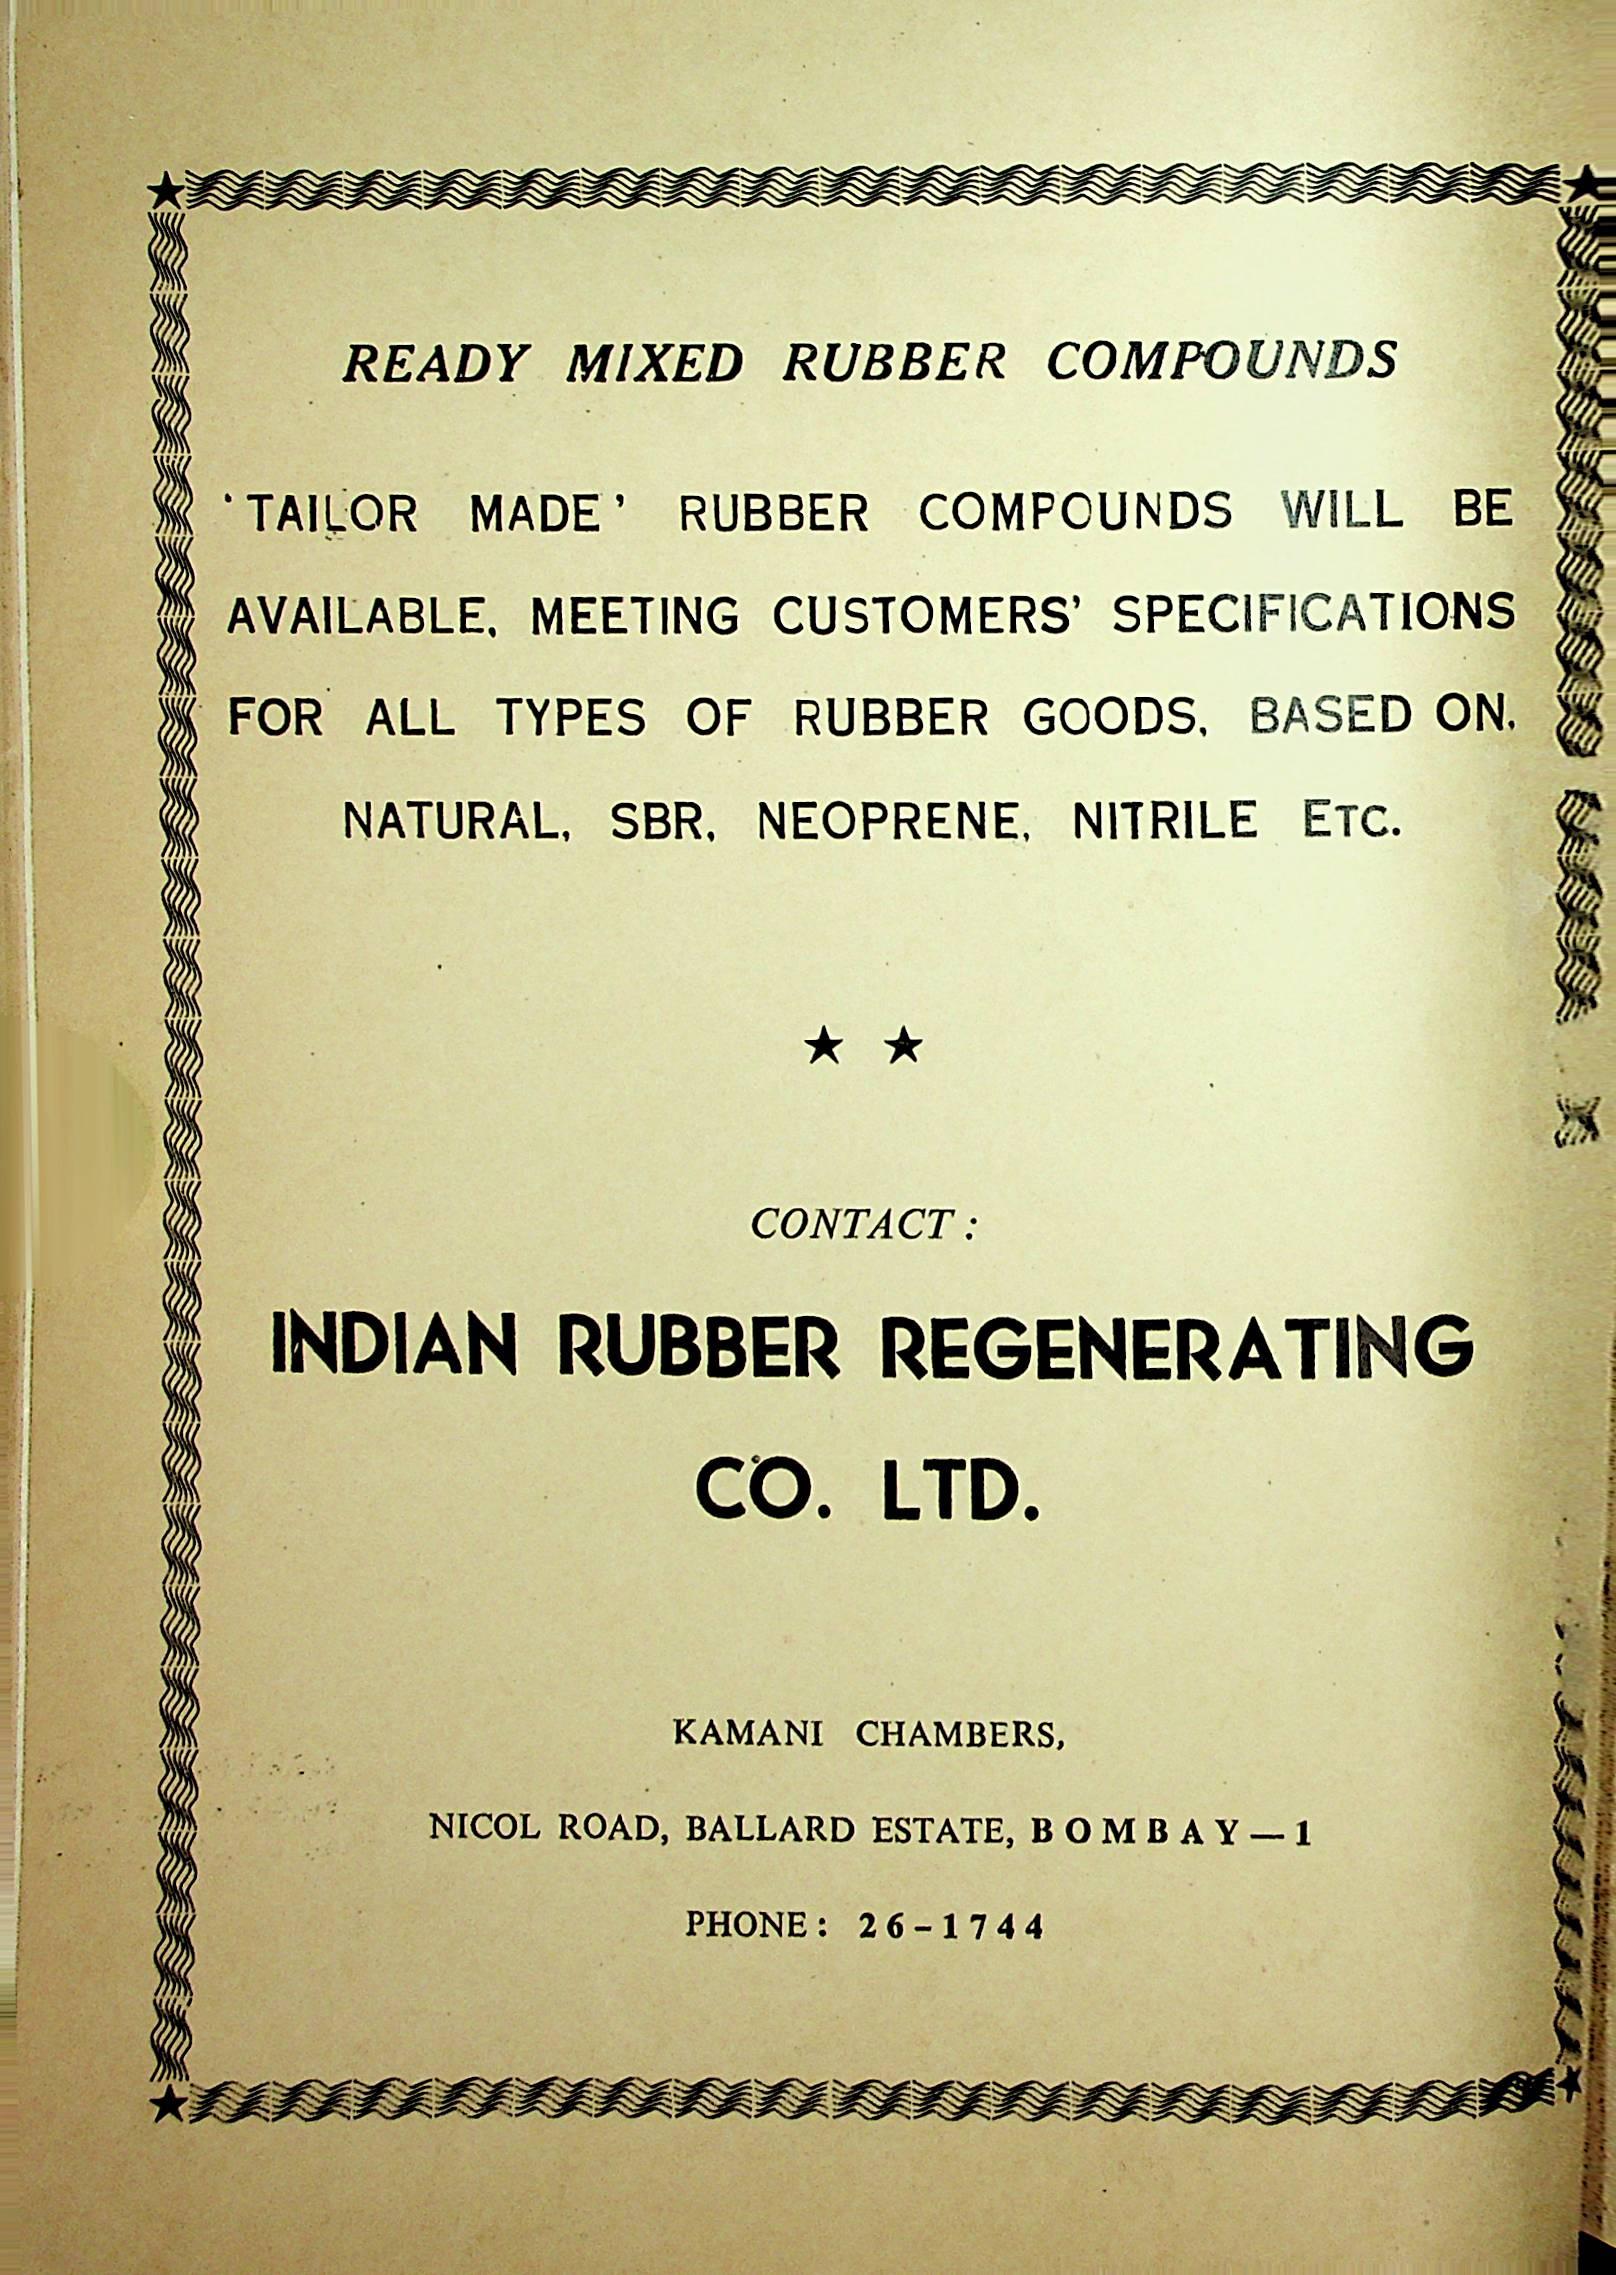 READY MIXED RUBBER COMPOUNDS
'TAILOR MADE' RUBBER COMPOUNDS WILL BE
AVAILABLE, MEETING CUSTOMERS' SPECIFICATIONS
FOR ALL TYPES OF RUBBER GOODS, BASED ON,
NATURAL, SBR, NEOPRENE, NITRILE ETC.
★ ★
CONTACT :
INDIAN RUBBER REGENERATING
CO. LTD.
KAMANI CHAMBERS,
NICOL ROAD, BALLARD ESTATE, BOMBAY—1
PHONE: 26-1744